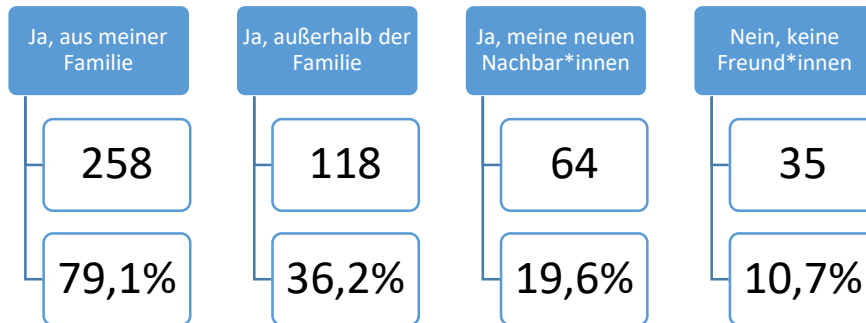 Ja, aus meiner
Familie
258
79,1%
Ja, außerhalb der
Familie
118
36,2%
Ja, meine neuen
Nachbar*innen
64
19,6%
Nein, keine
Freund*innen
35
10,7%